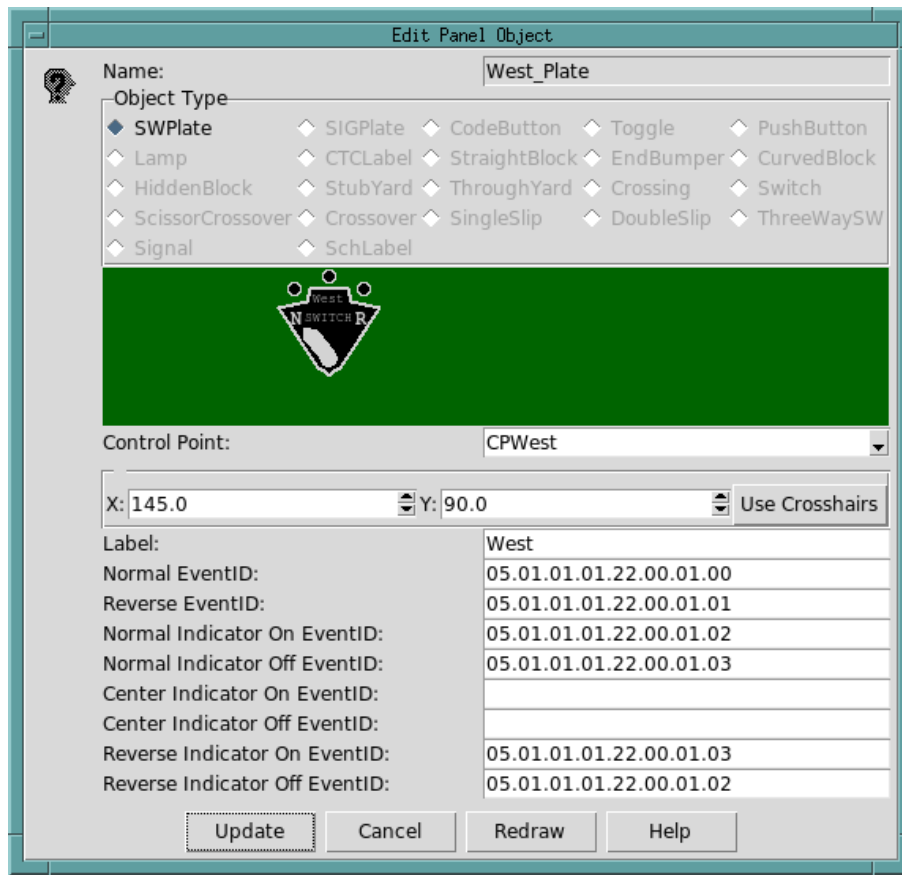 Edit Panel Object
Name: West_Plate
Object Type
SWPlate SIGPlate CodeButton Toggle PushButton
Lamp CTCLabel StraightBlock EndBumper CurvedBlock
HiddenBlock StubYard ThroughYard Crossing Switch
ScissorCrossover Crossover SingleSlip DoubleSlip ThreeWaySW
Signal SchLabel
West
N SWITCH R
Control Point: CPWest
X: 145.0 Y: 90.0 Use Crosshairs
Label: West
Normal EventID: 05.01.01.01.22.00.01.00
Reverse EventID: 05.01.01.01.22.00.01.01
Normal Indicator On EventID: 05.01.01.01.22.00.01.02
Normal Indicator Off EventID: 05.01.01.01.22.00.01.03
Center Indicator On EventID:
Center Indicator Off EventID:
Reverse Indicator On EventID: 05.01.01.01.22.00.01.03
Reverse Indicator Off EventID: 05.01.01.01.22.00.01.02
Update Cancel Redraw Help